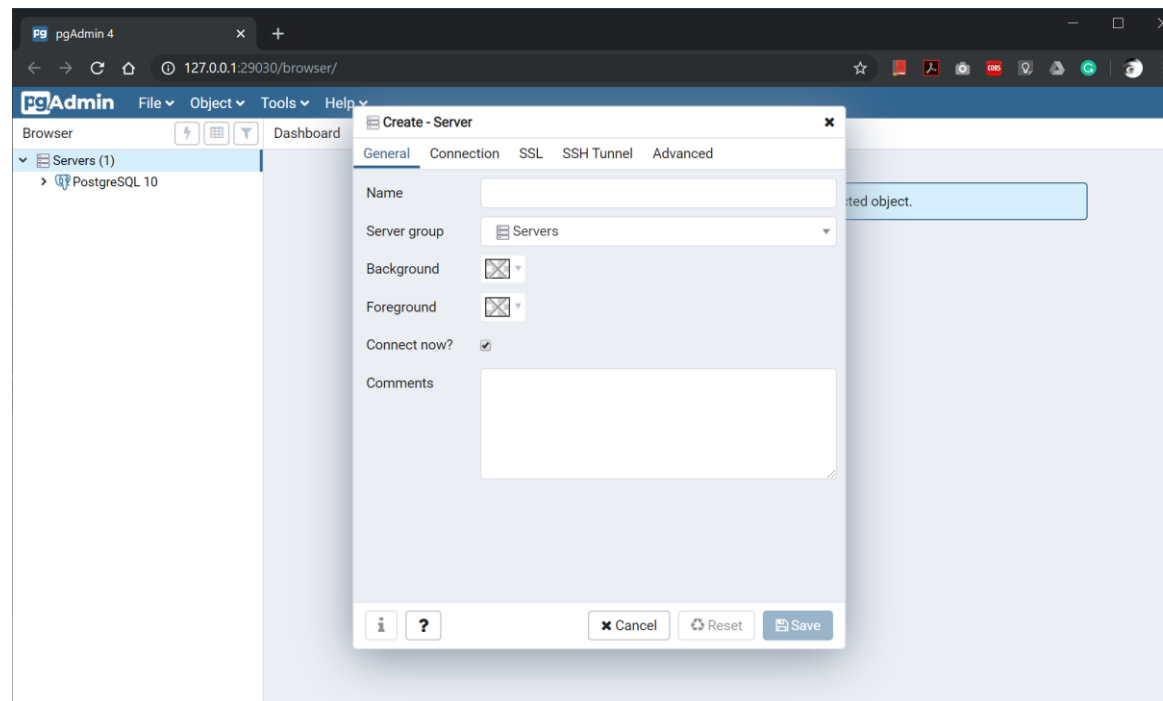 pgAdmin 4
127.0.0.1:29030/browser/
CORS
pgAdmin File Object Tools Help
Browser Dashboard
Servers (1)
PostgreSQL 10
Create - Server
General Connection SSL SSH Tunnel Advanced
Name
object.
Server group Servers
Background
Foreground
Connect now?
Comments
i ? Cancel Reset Save